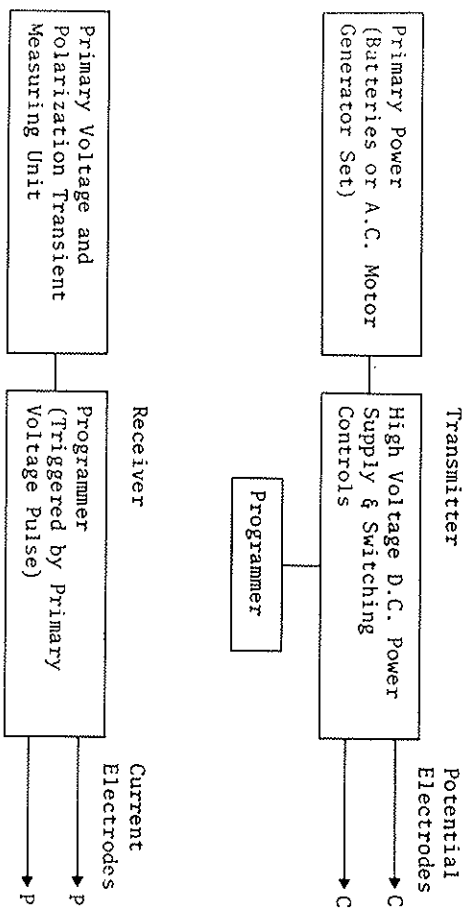 Transmitter
Primary Power
(Batteries or A.C. Motor
Generator Set)
High Voltage D.C. Power
Supply & Switching
Controls
Potential
Electrodes
C
C
Programmer
Receiver
Primary Voltage and
Polarization Transient
Measuring Unit
Programmer
(Triggered by Primary
Voltage Pulse)
Current
Electrodes
P
P